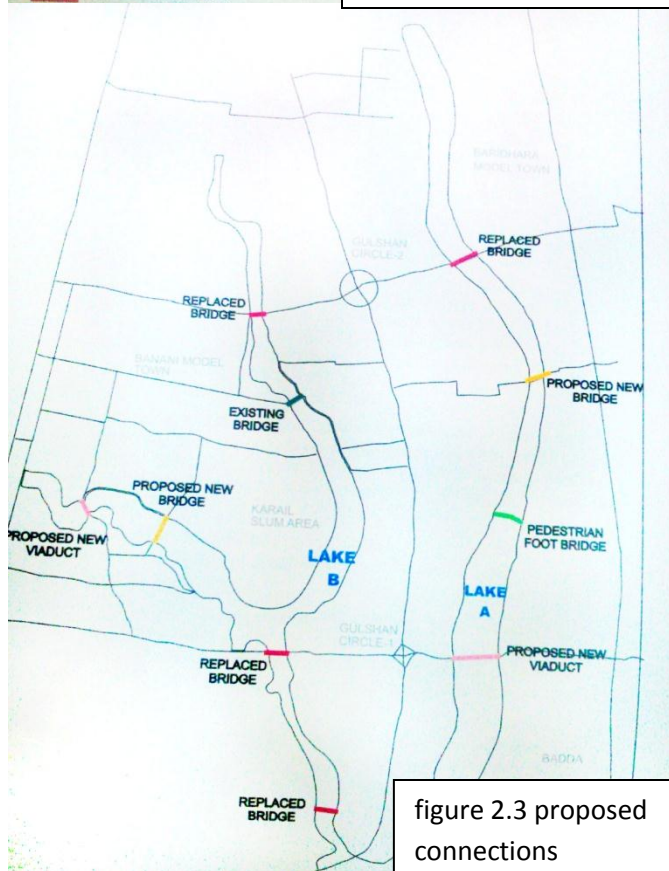 BARIDHARA
MODEL TOWN
REPLACED
BRIDGE
GULSHAN
CIRCLE-2
REPLACED
BRIDGE
BANANI MODEL
TOWN
PROPOSED NEW
BRIDGE
EXISTING
BRIDGE
PROPOSED NEW
BRIDGE
KARAIL
SLUM AREA
PROPOSED NEW
VIADUCT
PEDESTRIAN
FOOT BRIDGE
LAKE
B
LAKE
A
GULSHAN
CIRCLE-1
PROPOSED NEW
VIADUCT
REPLACED
BRIDGE
BADDA
REPLACED
BRIDGE
figure 2.3 proposed
connections